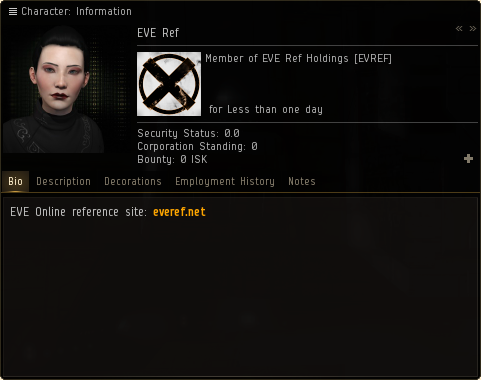 Character: Information
EVE Ref
Member of EVE Ref Holdings [EVREF]
for Less than one day
Security Status: 0.0
Corporation Standing: 0
Bounty: 0 ISK
Bio Description Decorations Employment History Notes
EVE Online reference site: everef.net